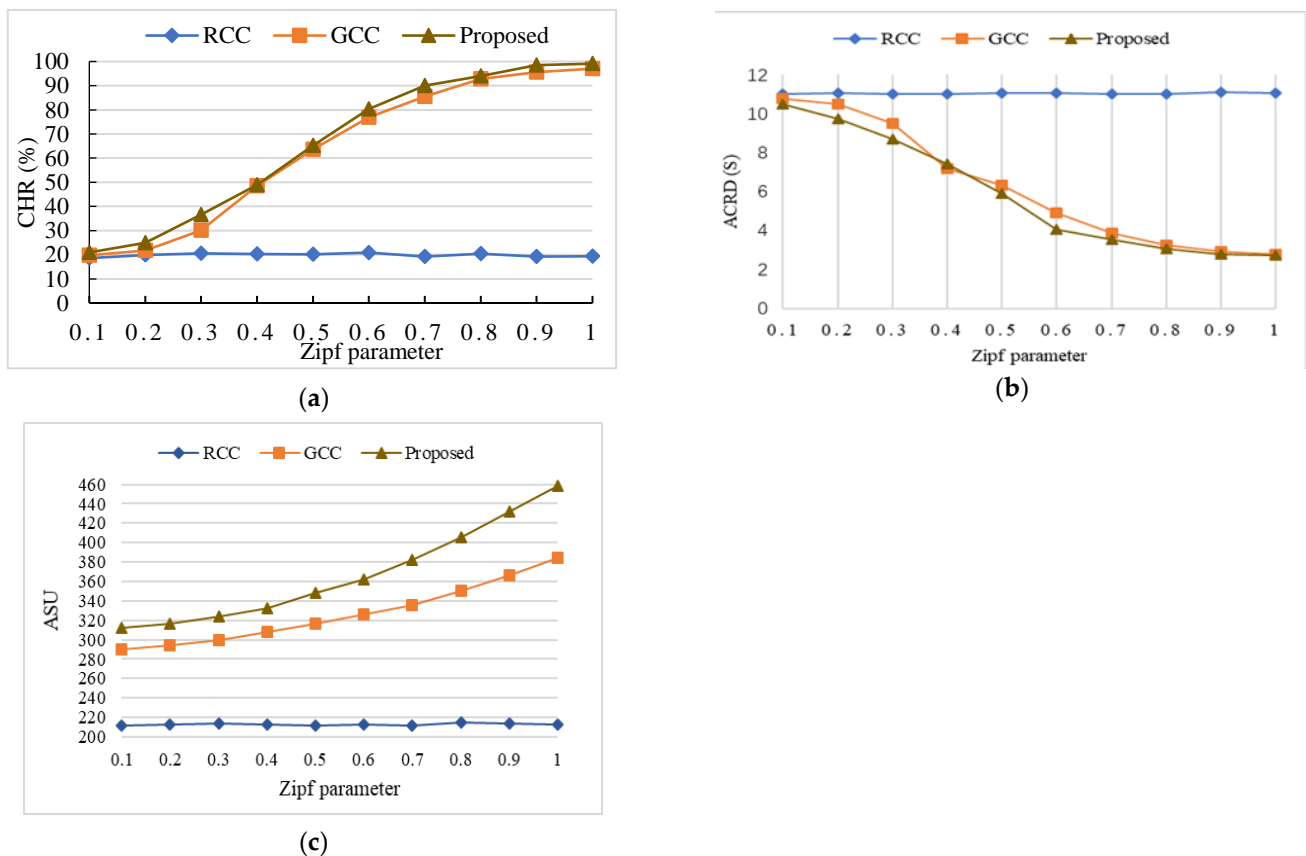 RCC GCC Proposed
CHR (%)
100
90
80
70
60
50
40
30
20
10
0
0.1 0.2 0.3 0.4 0.5 0.6 0.7 0.8 0.9 1
Zipf parameter
(a)
RCC GCC Proposed
ACRD (S)
12
10
8
6
4
2
0
0.1 0.2 0.3 0.4 0.5 0.6 0.7 0.8 0.9 1
Zipf parameter
(b)
RCC GCC Proposed
ASU
460
440
420
400
380
360
340
320
300
280
260
240
220
200
0.1 0.2 0.3 0.4 0.5 0.6 0.7 0.8 0.9 1
Zipf parameter
(c)